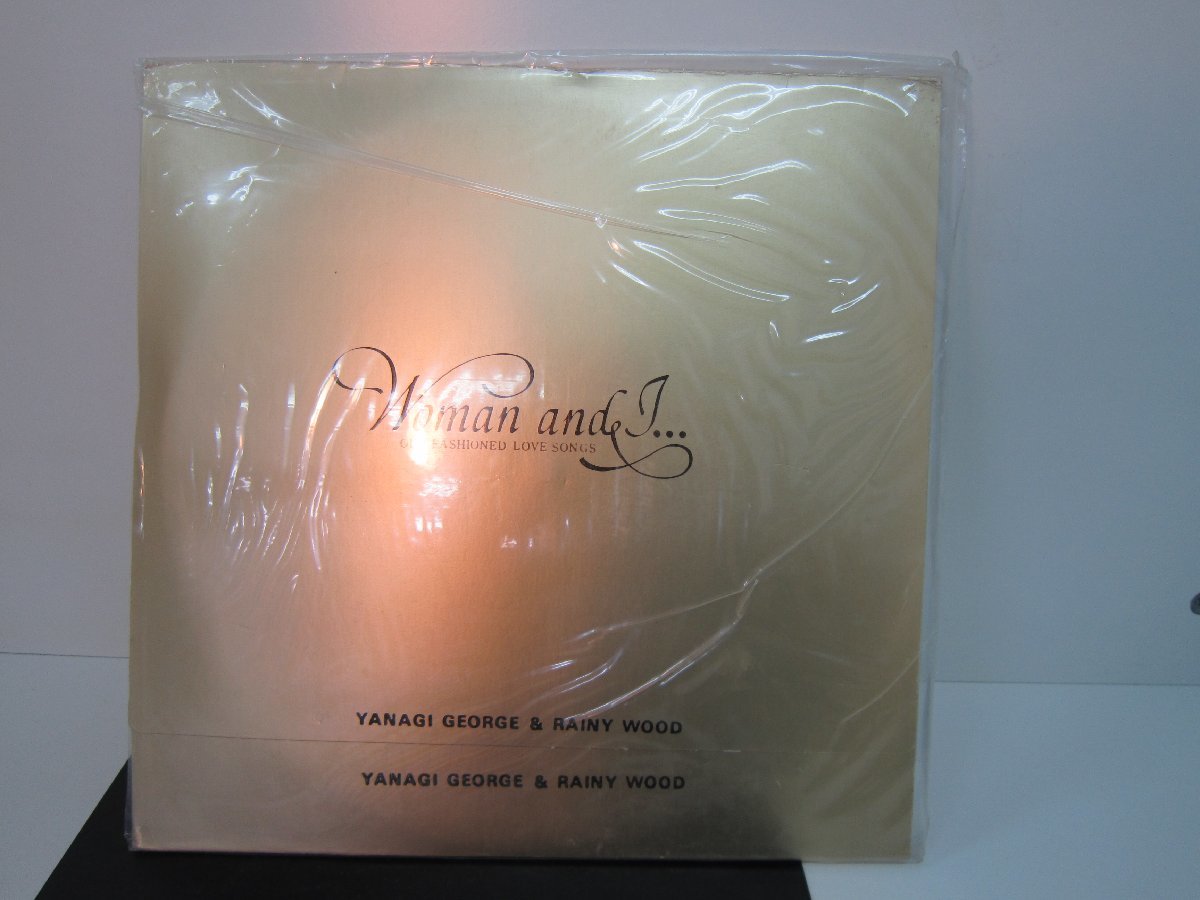 Woman and I...
OLD FASHIONED LOVE SONGS
YANAGI GEORGE & RAINY WOOD
YANAGI GEORGE & RAINY WOOD